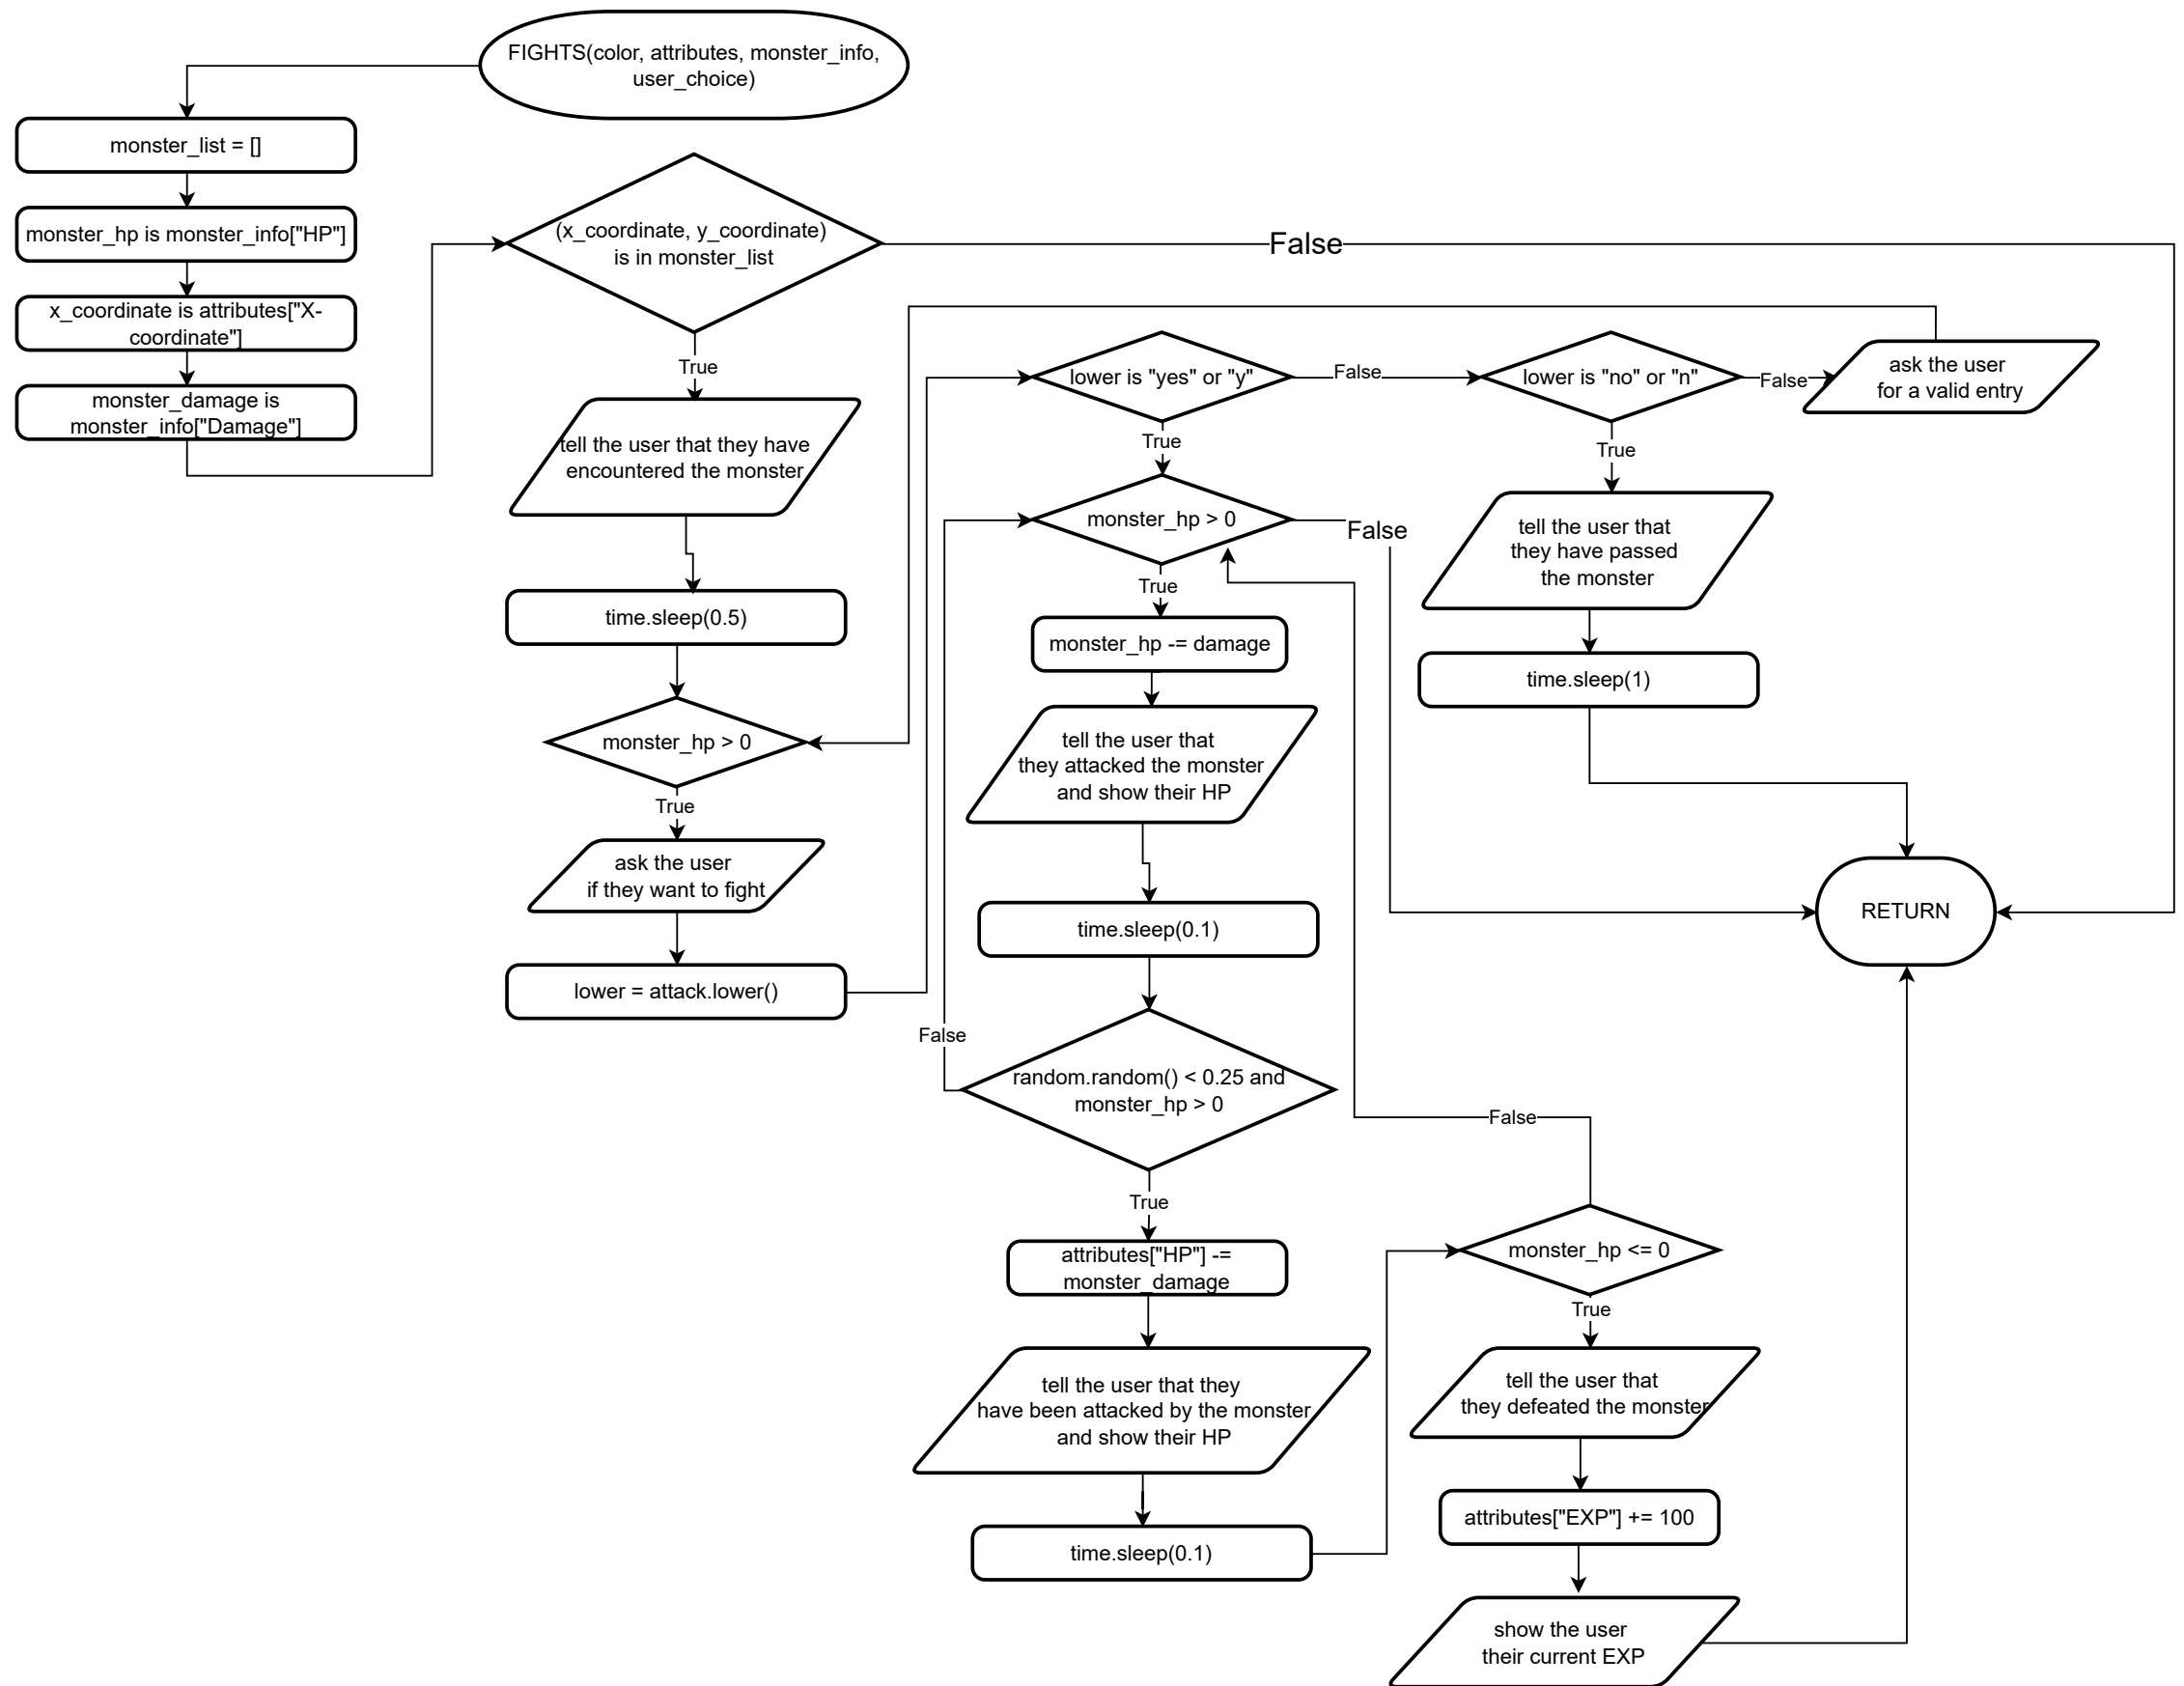 FIGHTS(color, attributes, monster_info,
user_choice)
monster_list = []
monster_hp is monster_info["HP"]
x_coordinate is attributes["X-
coordinate"]
monster_damage is
monster_info["Damage"]
(x_coordinate, y_coordinate)
is in monster_list
False
True
tell the user that they have
encountered the monster
time.sleep(0.5)
monster_hp > 0
True
ask the user
if they want to fight
lower = attack.lower()
lower is "yes" or "y"
False
True
lower is "no" or "n"
False
True
ask the user
for a valid entry
tell the user that
they have passed
the monster
time.sleep(1)
monster_hp > 0
False
True
monster_hp -= damage
tell the user that
they attacked the monster
and show their HP
time.sleep(0.1)
random.random() < 0.25 and
monster_hp > 0
False
True
attributes["HP"] -=
monster_damage
tell the user that they
have been attacked by the monster
and show their HP
time.sleep(0.1)
monster_hp <= 0
False
True
tell the user that
they defeated the monster
attributes["EXP"] += 100
show the user
their current EXP
RETURN